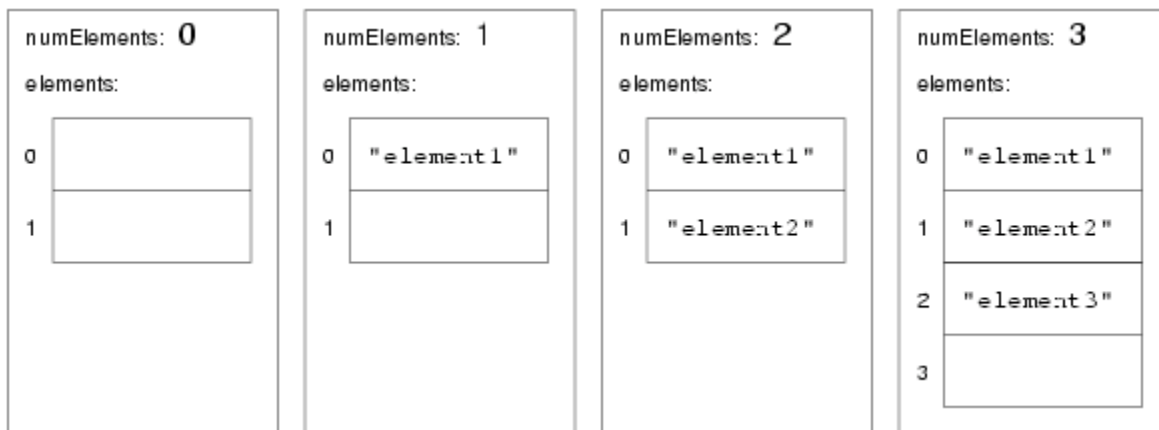 numElements: 0
elements:
0
1
numElements: 1
elements:
0 "element1"
1
numElements: 2
elements:
0 "element1"
1 "element2"
numElements: 3
elements:
0 "element1"
1 "element2"
2 "element3"
3